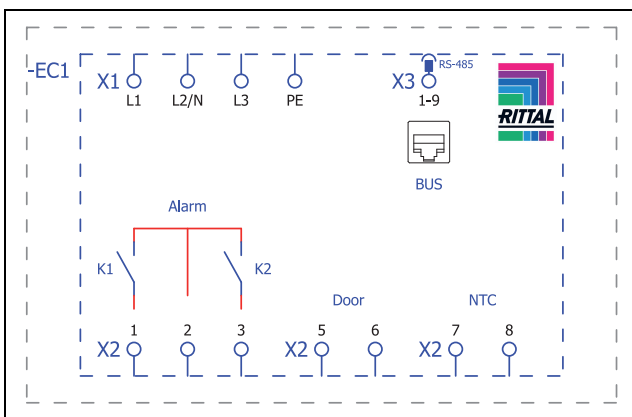 -EC1
X1
L1
L2/N
L3
PE
X3
RS-485
1-9
RITTAL
BUS
Alarm
K1
K2
Door
NTC
X2
1
2
3
X2
5
6
X2
7
8